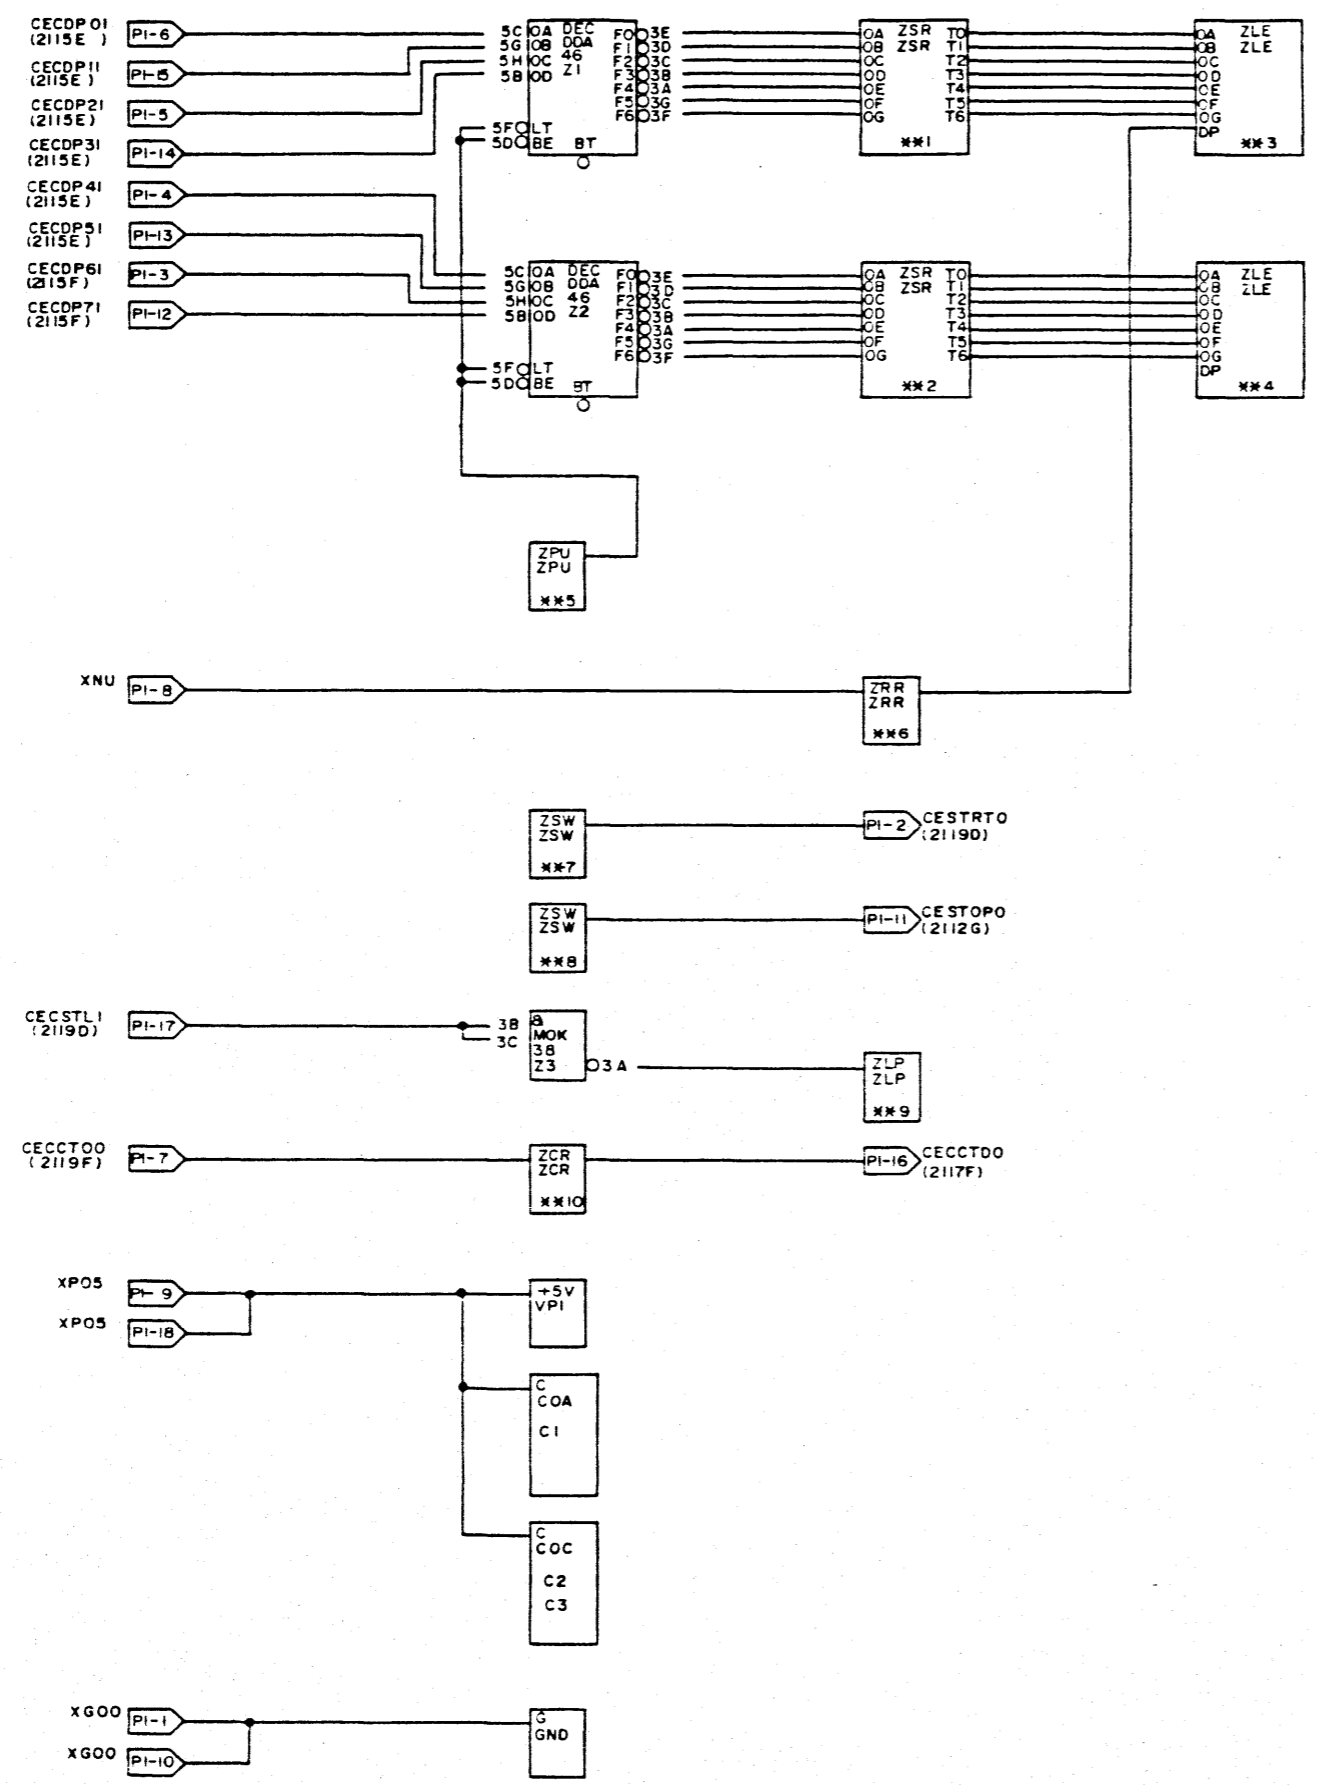 CECDP01
(2115E )
P1-6
CECDP11
(2115E)
P1-15
CECDP21
(2115E)
P1-5
CECDP31
(2115E)
P1-14
CECDP41
(2115E)
P1-4
CECDP51
(2115E)
P1-13
CECDP61
(2115F)
P1-3
CECDP71
(2115F)
P1-12
5C OA DEC F0 3E
5G OB DDA F1 3D
5H OC 46 F2 3C
5B OD Z1 F3 3B
F4 3A
F5 3G
F6 3F
5F LT
5D BE BT
OA ZSR T0
OB ZSR T1
OC T2
OD T3
OE T4
OF T5
OG T6
**1
OA ZLE
OB ZLE
OC
OD
OE
OF
OG
DP
**3
5C OA DEC F0 3E
5G OB DDA F1 3D
5H OC 46 F2 3C
5B OD Z2 F3 3B
F4 3A
F5 3G
F6 3F
5F LT
5D BE BT
OA ZSR T0
OB ZSR T1
OC T2
OD T3
OE T4
OF T5
OG T6
**2
OA ZLE
OB ZLE
OC
OD
OE
OF
OG
DP
**4
ZPU
ZPU
**5
XNU
P1-8
ZRR
ZRR
**6
ZSW
ZSW
**7
P1-2
CESTRT0
(2119D)
ZSW
ZSW
**8
P1-11
CESTOP0
(2112G)
CECSTL1
(2119D)
P1-17
3B
3C
&
MOK
38
Z3
3A
ZLP
ZLP
**9
CECCTO0
(2119F)
P1-7
ZCR
ZCR
**10
P1-16
CECCTD0
(2117F)
XP05
P1-9
XP05
P1-18
+5V
VP1
C
COA
C1
C
COC
C2
C3
XG00
P1-1
XG00
P1-10
G
GND